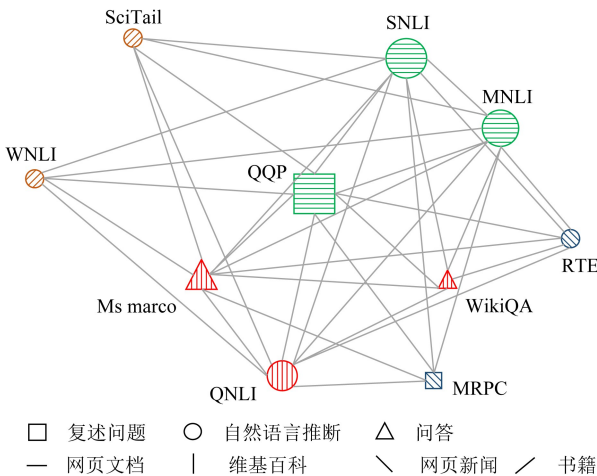 SciTail
SNLI
MNLI
WNLI
QQP
RTE
Ms marco
WikiQA
QNLI
MRPC
复述问题 自然语言推断 问答
网页文档 维基百科 网页新闻 书籍